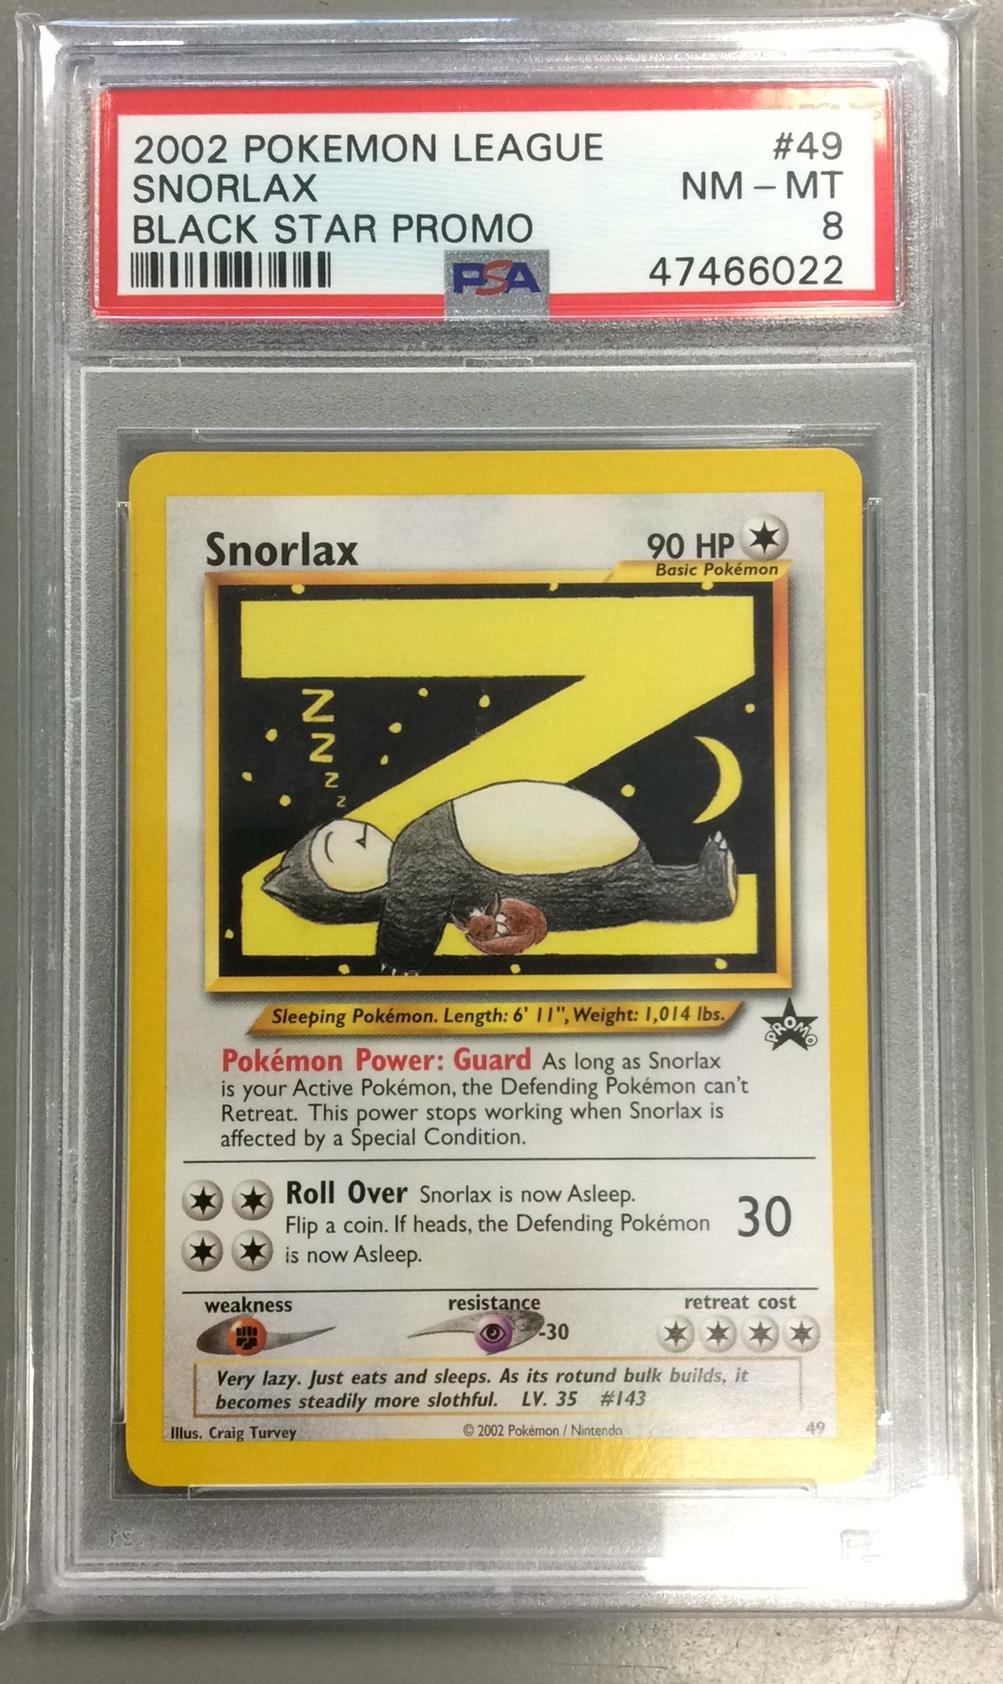 2002 POKEMON LEAGUE #49
SNORLAX NM - MT
BLACK STAR PROMO 8
PSA 47466022
Snorlax 90 HP
Basic Pokémon
Z
Z
Z
Z
Z
Sleeping Pokémon. Length: 6' 11", Weight: 1,014 lbs.
PROMO
Pokémon Power: Guard As long as Snorlax
is your Active Pokémon, the Defending Pokémon can't
Retreat. This power stops working when Snorlax is
affected by a Special Condition.
Roll Over Snorlax is now Asleep.
Flip a coin. If heads, the Defending Pokémon 30
is now Asleep.
weakness resistance retreat cost
-30
Very lazy. Just eats and sleeps. As its rotund bulk builds, it
becomes steadily more slothful. LV. 35 #143
Illus. Craig Turvey © 2002 Pokémon / Nintendo 49